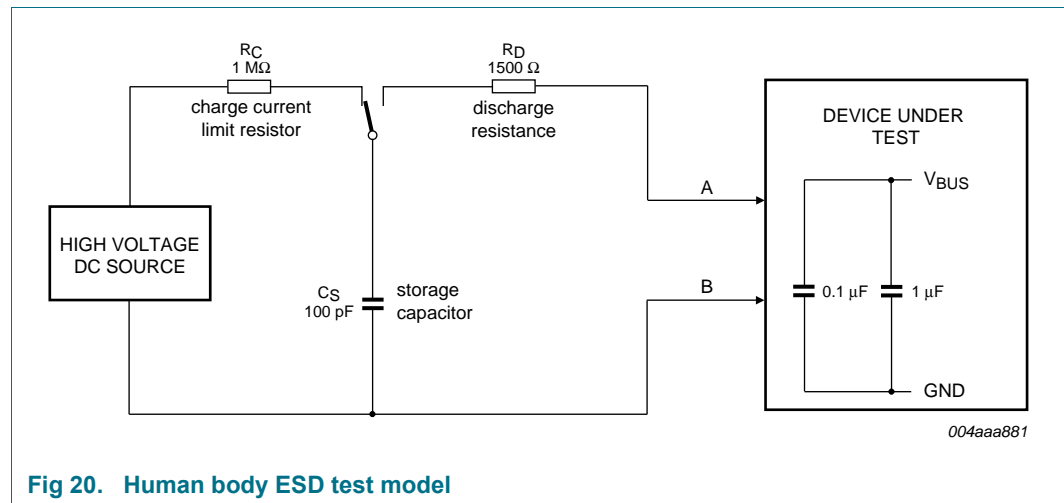 RC
1 MΩ
charge current
limit resistor
RD
1500 Ω
discharge
resistance
DEVICE UNDER
TEST
A
VBUS
HIGH VOLTAGE
DC SOURCE
CS
100 pF
storage
capacitor
B
0.1 μF
1 μF
GND
004aaa881
Fig 20. Human body ESD test model